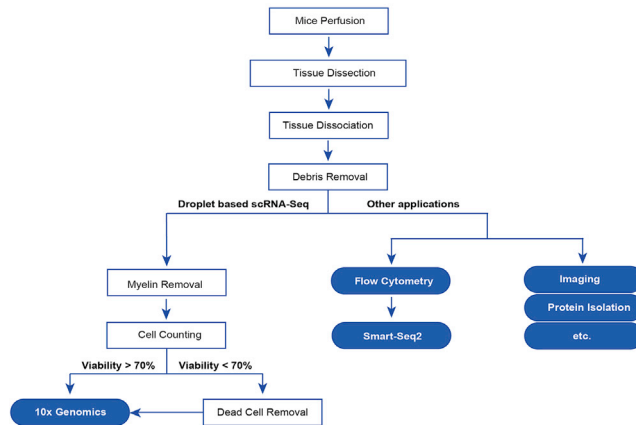 Mice Perfusion
Tissue Dissection
Tissue Dissociation
Debris Removal
Droplet based scRNA-Seq
Other applications
Myelin Removal
Flow Cytometry
Imaging
Protein Isolation
Cell Counting
Smart-Seq2
etc.
Viability > 70%
Viability < 70%
10x Genomics
Dead Cell Removal